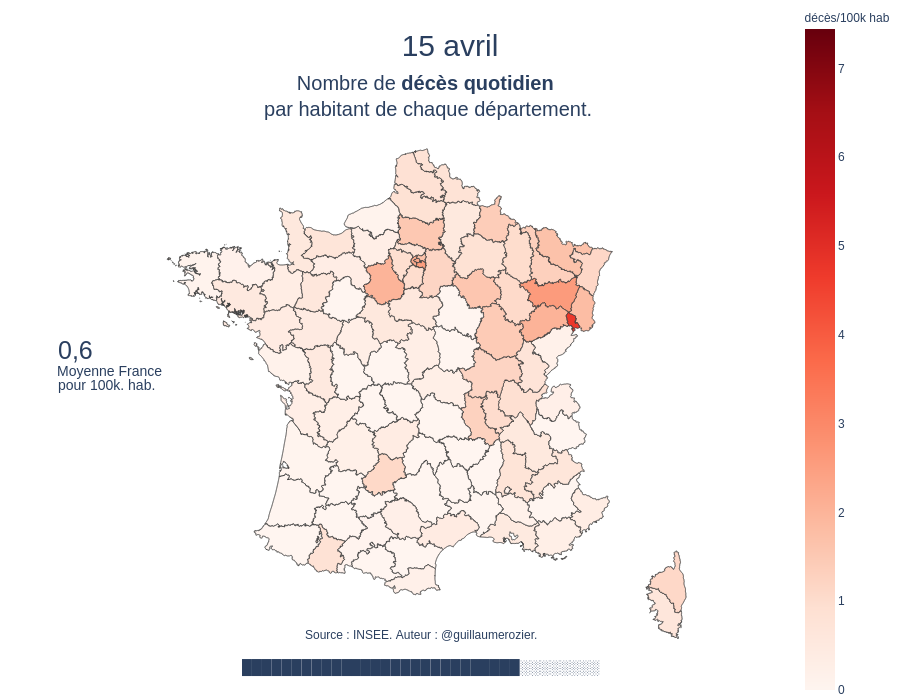 décès/100k hab
15 avril
Nombre de décès quotidien
par habitant de chaque département.
7
6
5
4
3
2
1
0
0,6
Moyenne France
pour 100k. hab.
Source : INSEE. Auteur : @guillaumerozier.